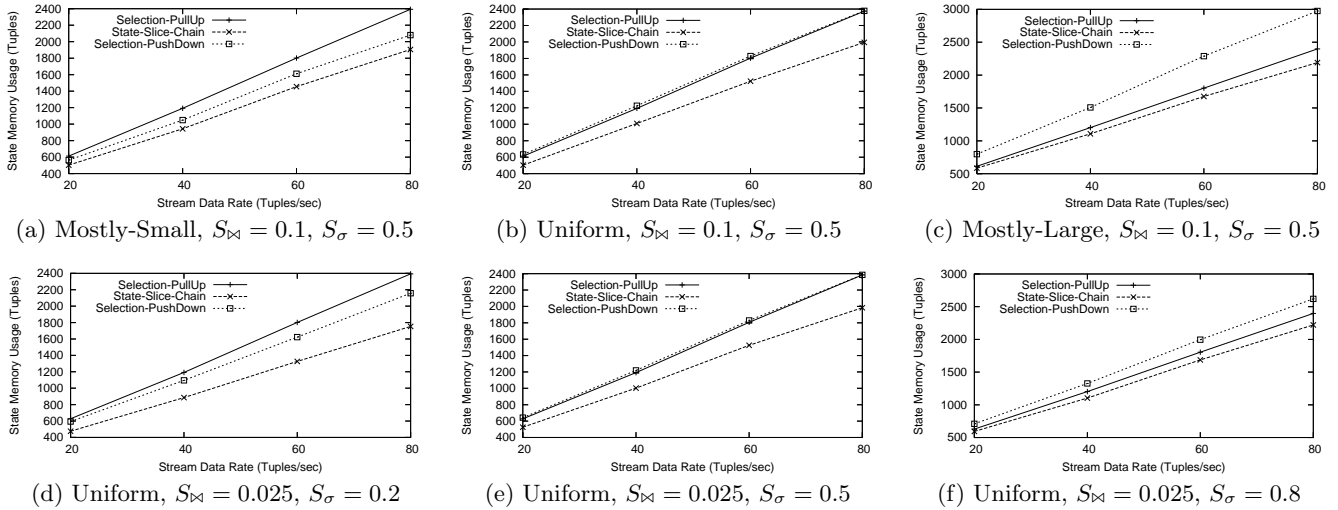 State Memory Usage (Tuples)
2400
2200
2000
1800
1600
1400
1200
1000
800
600
400
Selection-PullUp
State-Slice-Chain
Selection-PushDown
20 40 60 80
Stream Data Rate (Tuples/sec)
(a) Mostly-Small, S⋈ = 0.1, Sσ = 0.5
State Memory Usage (Tuples)
2400
2200
2000
1800
1600
1400
1200
1000
800
600
400
Selection-PullUp
State-Slice-Chain
Selection-PushDown
20 40 60 80
Stream Data Rate (Tuples/sec)
(b) Uniform, S⋈ = 0.1, Sσ = 0.5
State Memory Usage (Tuples)
3000
2500
2000
1500
1000
500
Selection-PullUp
State-Slice-Chain
Selection-PushDown
20 40 60 80
Stream Data Rate (Tuples/sec)
(c) Mostly-Large, S⋈ = 0.1, Sσ = 0.5
State Memory Usage (Tuples)
2400
2200
2000
1800
1600
1400
1200
1000
800
600
400
Selection-PullUp
State-Slice-Chain
Selection-PushDown
20 40 60 80
Stream Data Rate (Tuples/sec)
(d) Uniform, S⋈ = 0.025, Sσ = 0.2
State Memory Usage (Tuples)
2400
2200
2000
1800
1600
1400
1200
1000
800
600
400
Selection-PullUp
State-Slice-Chain
Selection-PushDown
20 40 60 80
Stream Data Rate (Tuples/sec)
(e) Uniform, S⋈ = 0.025, Sσ = 0.5
State Memory Usage (Tuples)
3000
2500
2000
1500
1000
500
Selection-PullUp
State-Slice-Chain
Selection-PushDown
20 40 60 80
Stream Data Rate (Tuples/sec)
(f) Uniform, S⋈ = 0.025, Sσ = 0.8